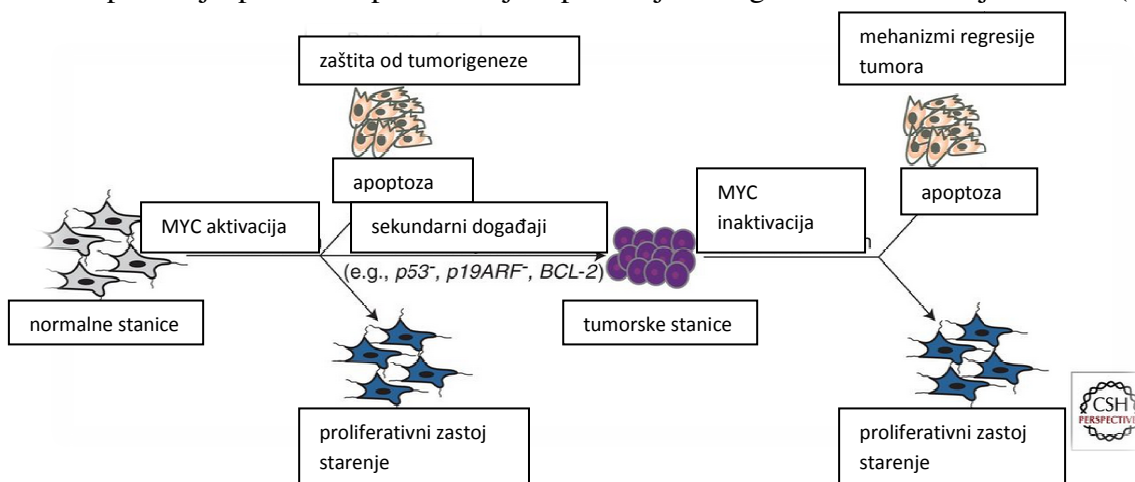 zaštita od tumorigeneze
mehanizmi regresije
tumora
apoptoza
MYC aktivacija
sekundarni događaji
(e.g., p53⁻, p19ARF⁻, BCL-2)
MYC
inaktivacija
apoptoza
normalne stanice
tumorske stanice
proliferativni zastoj
starenje
proliferativni zastoj
starenje
CSH